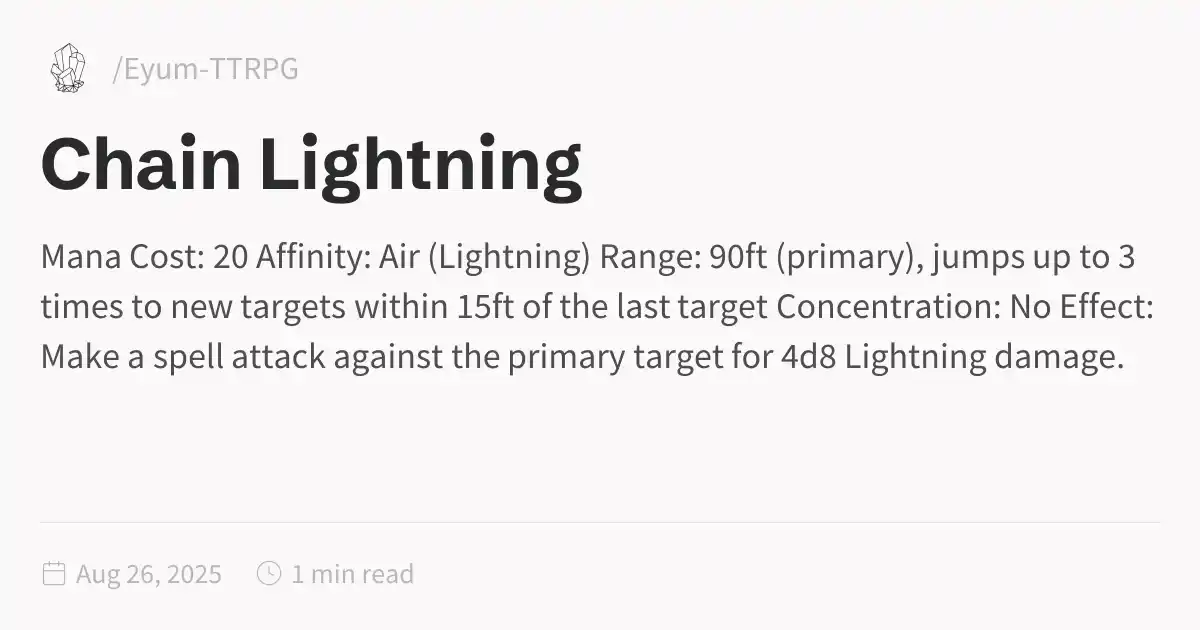 /Eyum-TTRPG
Chain Lightning
Mana Cost: 20 Affinity: Air (Lightning) Range: 90ft (primary), jumps up to 3
times to new targets within 15ft of the last target Concentration: No Effect:
Make a spell attack against the primary target for 4d8 Lightning damage.
Aug 26, 2025 1 min read